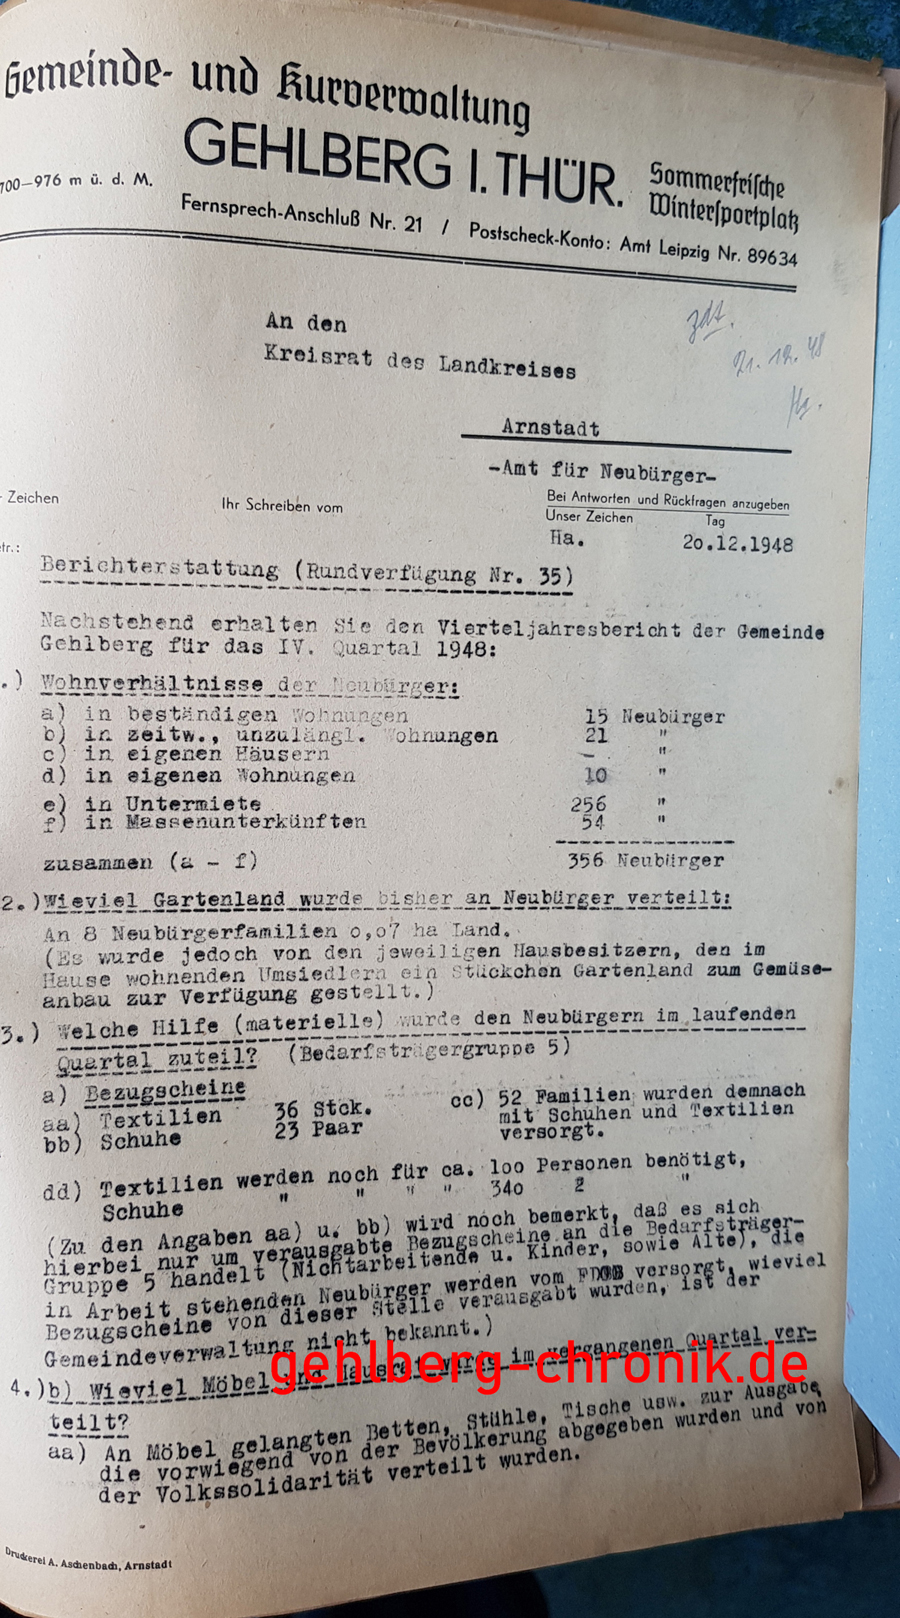 Gemeinde- und Kurverwaltung
GEHLBERG I. THÜR.
700—976 m ü. d. M.
Sommerfrische
Wintersportplatz
Fernsprech-Anschluß Nr. 21 / Postscheck-Konto: Amt Leipzig Nr. 89634
An den
Kreisrat des Landkreises
zdA.
21.12.48
Ha.
Arnstadt
-Amt für Neubürger-
Zeichen
Ihr Schreiben vom
Bei Antworten und Rückfragen anzugeben
Unser Zeichen Tag
Ha. 2o.12.1948
etr.:
Berichterstattung (Rundverfügung Nr. 35)
Nachstehend erhalten Sie den Vierteljahresbericht der Gemeinde
Gehlberg für das IV. Quartal 1948:
.) Wohnverhältnisse der Neubürger:
a) in beständigen Wohnungen 15 Neubürger
b) in zeitw., unzulängl. Wohnungen 21 "
c) in eigenen Häusern - "
d) in eigenen Wohnungen 10 "
e) in Untermiete 256 "
f) in Massenunterkünften 54 "
zusammen (a - f) 356 Neubürger
2.)Wieviel Gartenland wurde bisher an Neubürger verteilt:
An 8 Neubürgerfamilien o,o7 ha Land.
(Es wurde jedoch von den jeweiligen Hausbesitzern, den im
Hause wohnenden Umsiedlern ein Stückchen Gartenland zum Gemüse-
anbau zur Verfügung gestellt.)
3.) Welche Hilfe (materielle) wurde den Neubürgern im laufenden
Quartal zuteil? (Bedarfsträgergruppe 5)
a) Bezugscheine
aa) Textilien 36 Stck.
bb) Schuhe 23 Paar
cc) 52 Familien wurden demnach
mit Schuhen und Textilien
versorgt.
dd) Textilien werden noch für ca. 1oo Personen benötigt,
Schuhe " " " " 34o " "
(Zu den Angaben aa) u. bb) wird noch bemerkt, daß es sich
hierbei nur um verausgabte Bezugscheine an die Bedarfsträger-
Gruppe 5 handelt (Nichtarbeitende u. Kinder, sowie Alte), die
in Arbeit stehenden Neubürger werden vom FDGB versorgt, wieviel
Bezugscheine von dieser Stelle verausgabt wurden, ist der
Gemeindeverwaltung nicht bekannt.)
gehlberg-chronik.de
4.)b) Wieviel Möbel und Hausrat wurde im vergangenen Quartal ver-
teilt?
aa) An Möbel gelangten Betten, Stühle, Tische usw. zur Ausgabe,
die vorwiegend von der Bevölkerung abgegeben wurden und von
der Volkssolidarität verteilt wurden.
Druckerei A. Aschenbach, Arnstadt